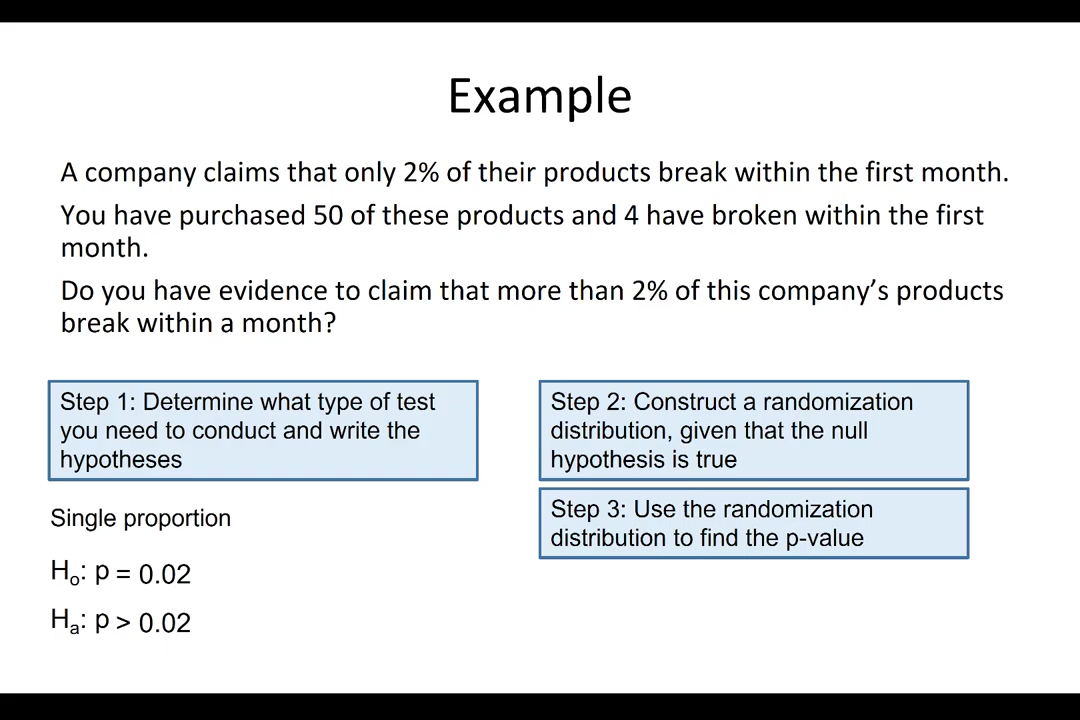 Example
A company claims that only 2% of their products break within the first month.
You have purchased 50 of these products and 4 have broken within the first
month.
Do you have evidence to claim that more than 2% of this company’s products
break within a month?
Step 1: Determine what type of test
you need to conduct and write the
hypotheses
Single proportion
Hₒ: p = 0.02
Hₐ: p > 0.02
Step 2: Construct a randomization
distribution, given that the null
hypothesis is true
Step 3: Use the randomization
distribution to find the p-value